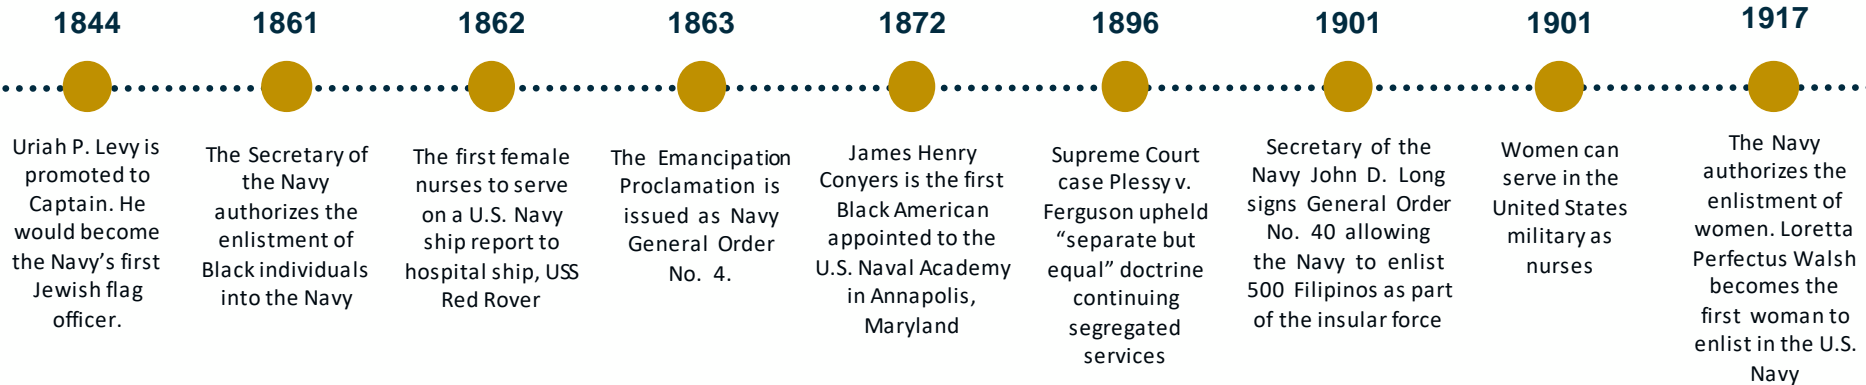 1844
Uriah P. Levy is
promoted to
Captain. He
would become
the Navy’s first
Jewish flag
officer.
1861
The Secretary of
the Navy
authorizes the
enlistment of
Black individuals
into the Navy
1862
The first female
nurses to serve
on a U.S. Navy
ship report to
hospital ship, USS
Red Rover
1863
The Emancipation
Proclamation is
issued as Navy
General Order
No. 4.
1872
James Henry
Conyers is the first
Black American
appointed to the
U.S. Naval Academy
in Annapolis,
Maryland
1896
Supreme Court
case Plessy v.
Ferguson upheld
“separate but
equal” doctrine
continuing
segregated
services
1901
Secretary of the
Navy John D. Long
signs General Order
No. 40 allowing
the Navy to enlist
500 Filipinos as part
of the insular force
1901
Women can
serve in the
United States
military as
nurses
1917
The Navy
authorizes the
enlistment of
women. Loretta
Perfectus Walsh
becomes the
first woman to
enlist in the U.S.
Navy